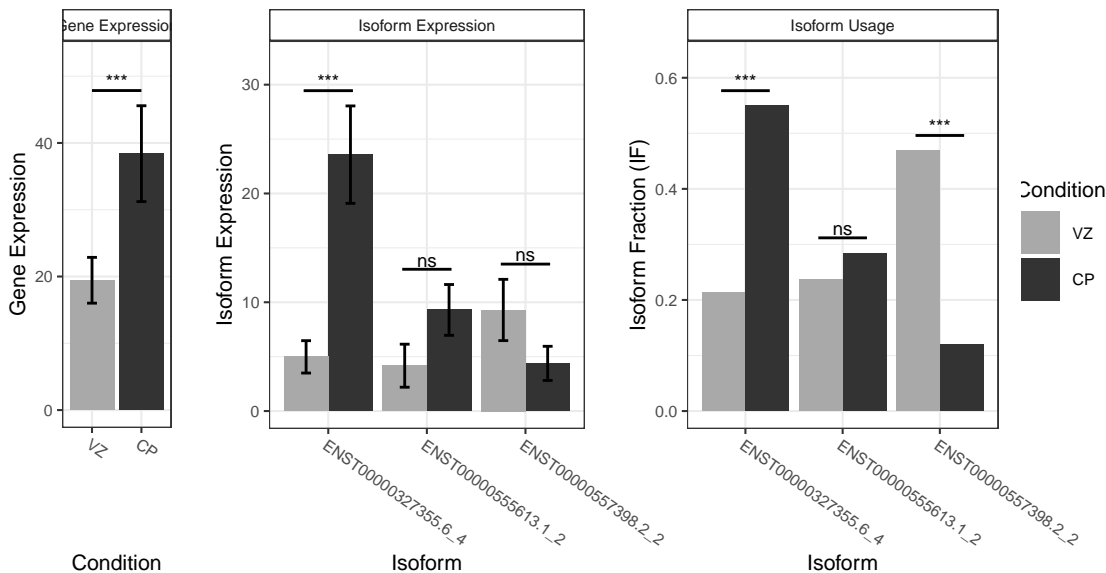 Gene Expression
Isoform Expression
Isoform Usage
Gene Expression
0
20
40
***
VZ
CP
Condition
Isoform Expression
0
10
20
30
***
ns
ns
ENST00000327355.6_4
ENST00000555613.1_2
ENST00000557398.2_2
Isoform
Isoform Fraction (IF)
0.0
0.2
0.4
0.6
***
ns
***
ENST00000327355.6_4
ENST00000555613.1_2
ENST00000557398.2_2
Isoform
Condition
VZ
CP